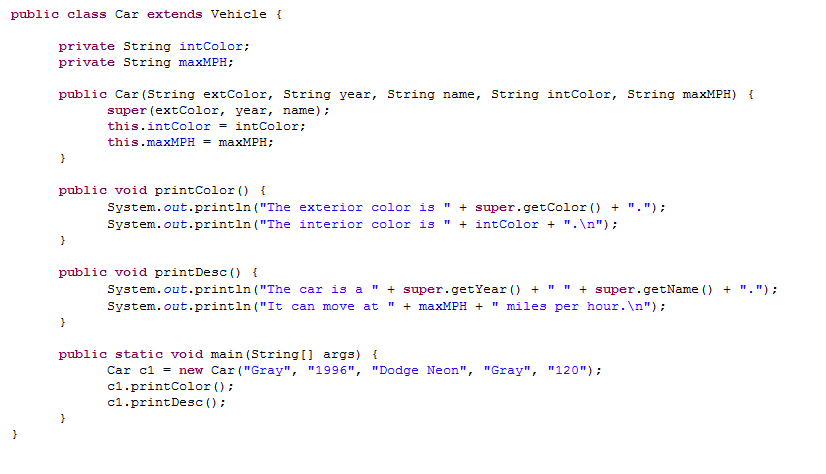 public class Car extends Vehicle {
private String intColor;
private String maxMPH;
public Car(String extColor, String year, String name, String intColor, String maxMPH) {
super(extColor, year, name);
this.intColor = intColor;
this.maxMPH = maxMPH;
}
public void printColor() {
System.out.println("The exterior color is " + super.getColor() + ".");
System.out.println("The interior color is " + intColor + ".\n");
}
public void printDesc() {
System.out.println("The car is a " + super.getYear() + " " + super.getName() + ".");
System.out.println("It can move at " + maxMPH + " miles per hour.\n");
}
public static void main(String[] args) {
Car c1 = new Car("Gray", "1996", "Dodge Neon", "Gray", "120");
c1.printColor();
c1.printDesc();
}
}